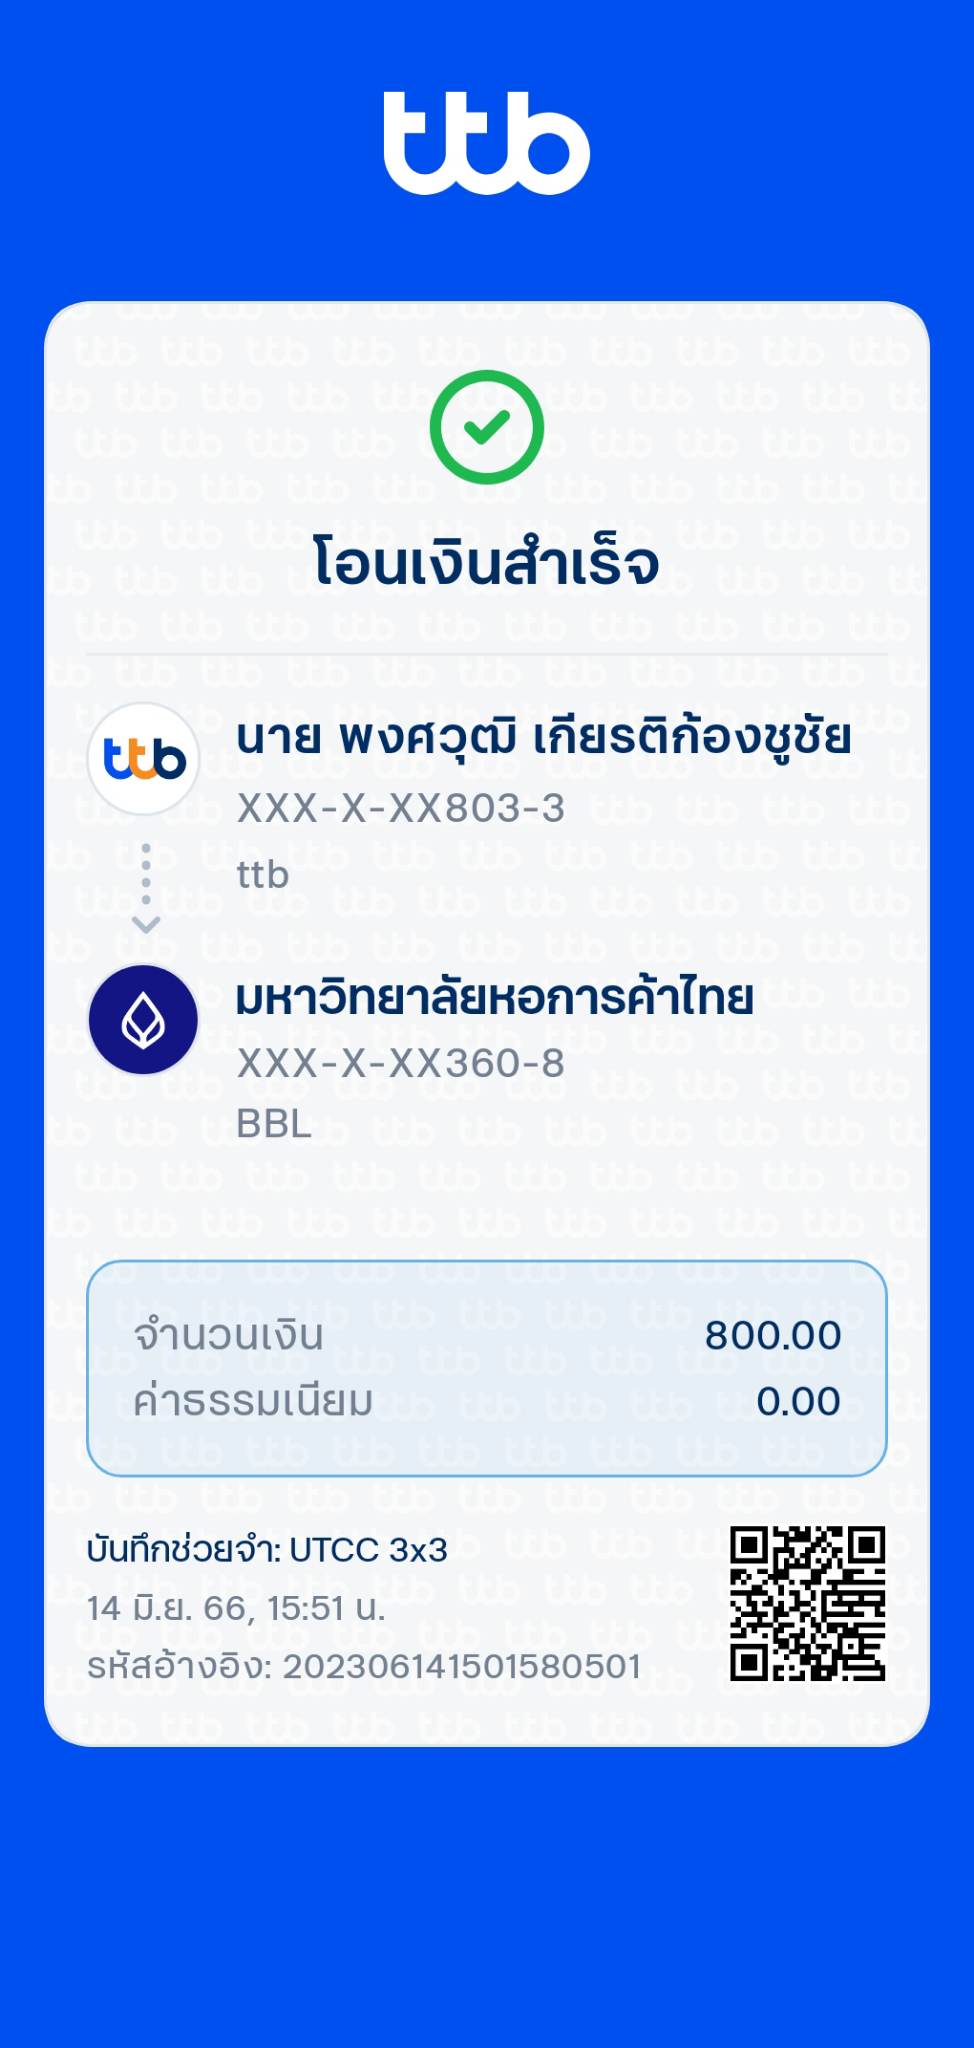 ttb
โอนเงินสำเร็จ
ttb
นาย พงศวุฒิ เกียรติก้องชูชัย
XXX-X-XX803-3
ttb
มหาวิทยาลัยหอการค้าไทย
XXX-X-XX360-8
BBL
จำนวนเงิน 800.00
ค่าธรรมเนียม 0.00
บันทึกช่วยจำ: UTCC 3x3
14 มิ.ย. 66, 15:51 น.
รหัสอ้างอิง: 202306141501580501